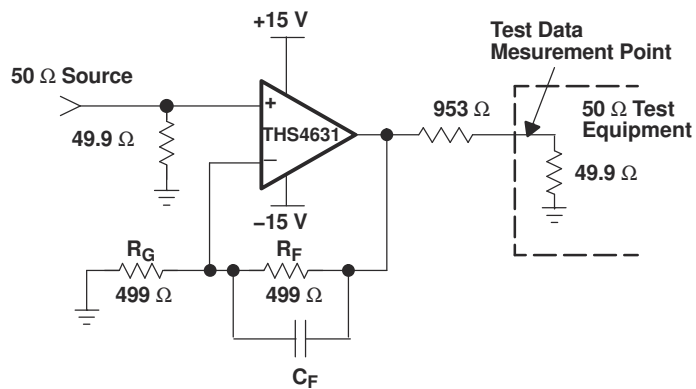 +15 V
Test Data
Mesurement Point
50 Ω Source
+
THS4631
−
953 Ω
50 Ω Test
Equipment
49.9 Ω
49.9 Ω
−15 V
RG
RF
499 Ω
499 Ω
CF